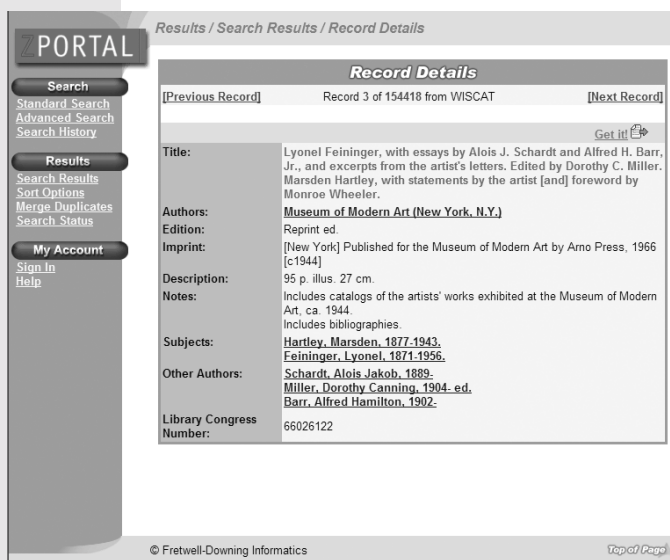 ZPORTAL
Search
Standard Search
Advanced Search
Search History
Results
Search Results
Sort Options
Merge Duplicates
Search Status
My Account
Sign In
Help
Results / Search Results / Record Details
Record Details
[Previous Record] Record 3 of 154418 from WISCAT [Next Record]
Get it!
Title: Lyonel Feininger, with essays by Alois J. Schardt and Alfred H. Barr,
Jr., and excerpts from the artist's letters. Edited by Dorothy C. Miller.
Marsden Hartley, with statements by the artist [and] foreword by
Monroe Wheeler.
Authors: Museum of Modern Art (New York, N.Y.)
Edition: Reprint ed.
Imprint: [New York] Published for the Museum of Modern Art by Arno Press, 1966
[c1944]
Description: 95 p. illus. 27 cm.
Notes: Includes catalogs of the artists' works exhibited at the Museum of Modern
Art, ca. 1944.
Includes bibliographies.
Subjects: Hartley, Marsden, 1877-1943.
Feininger, Lyonel, 1871-1956.
Other Authors: Schardt, Alois Jakob, 1889-
Miller, Dorothy Canning, 1904- ed.
Barr, Alfred Hamilton, 1902-
Library Congress
Number: 66026122
© Fretwell-Downing Informatics Top of Page